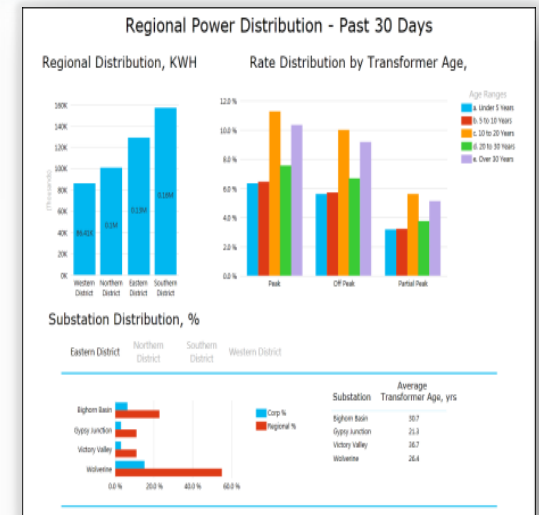 Regional Power Distribution - Past 30 Days
Regional Distribution, KWH
Rate Distribution by Transformer Age,
(Thousands)
160K
140K
120K
100K
80K
60K
40K
20K
0K
86.41K
0.1M
0.13M
0.16M
Western District
Northern District
Eastern District
Southern District
12.0 %
10.0 %
8.0 %
6.0 %
4.0 %
2.0 %
0.0 %
Peak
Off Peak
Partial Peak
Age Ranges
a. Under 5 Years
b. 5 to 10 Years
c. 10 to 20 Years
d. 20 to 30 Years
e. Over 30 Years
Substation Distribution, %
Eastern District
Northern District
Southern District
Western District
Bighorn Basin
Gypsy Junction
Victory Valley
Wolverine
0.0 %
20.0 %
40.0 %
60.0 %
Corp %
Regional %
Substation
Average Transformer Age, yrs
Bighorn Basin 30.7
Gypsy Junction 21.3
Victory Valley 36.7
Wolverine 26.4